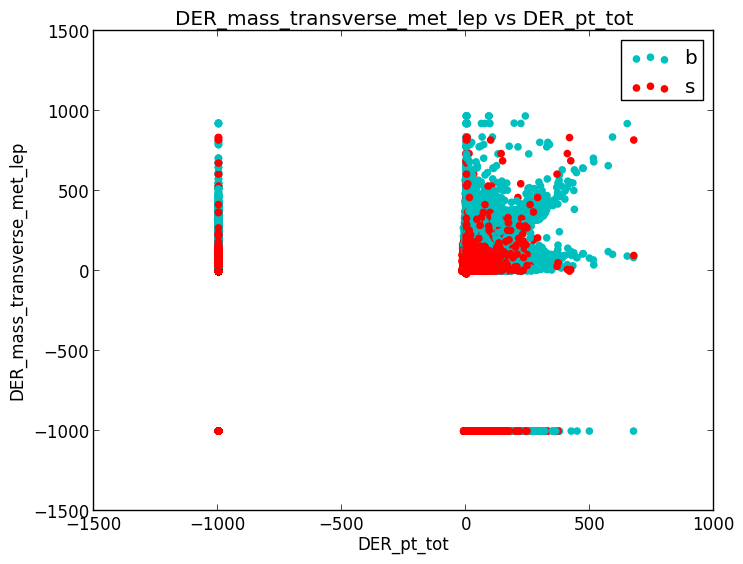 DER_mass_transverse_met_lep vs DER_pt_tot
1500
1000
500
0
−500
−1000
−1500
−1500
−1000
−500
0
500
1000
DER_mass_transverse_met_lep
DER_pt_tot
b
s